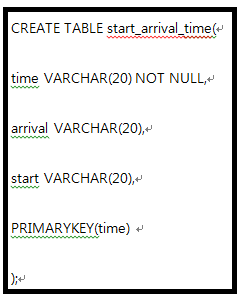 CREATE TABLE start_arrival_time(
time VARCHAR(20) NOT NULL,
arrival VARCHAR(20),
start VARCHAR(20),
PRIMARYKEY(time)
);